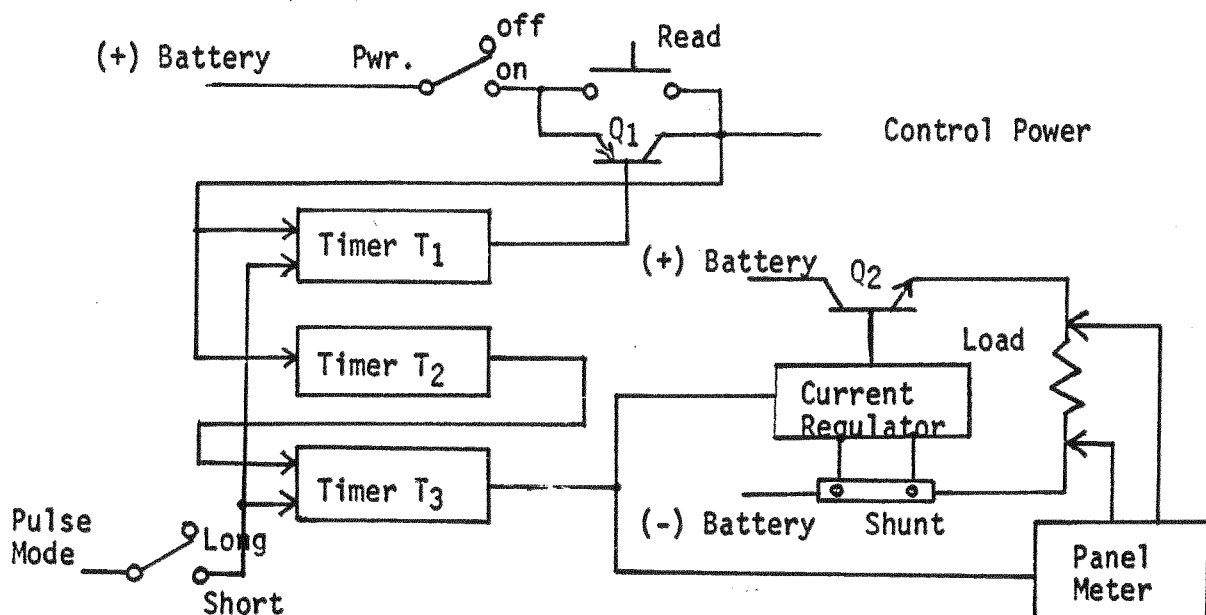 off
(+) Battery Pwr.
on
Read
Q1
Control Power
Timer T1
(+) Battery
Q2
Timer T2
Load
Current
Regulator
Timer T3
(-) Battery
Shunt
Pulse
Mode
Long
Short
Panel
Meter